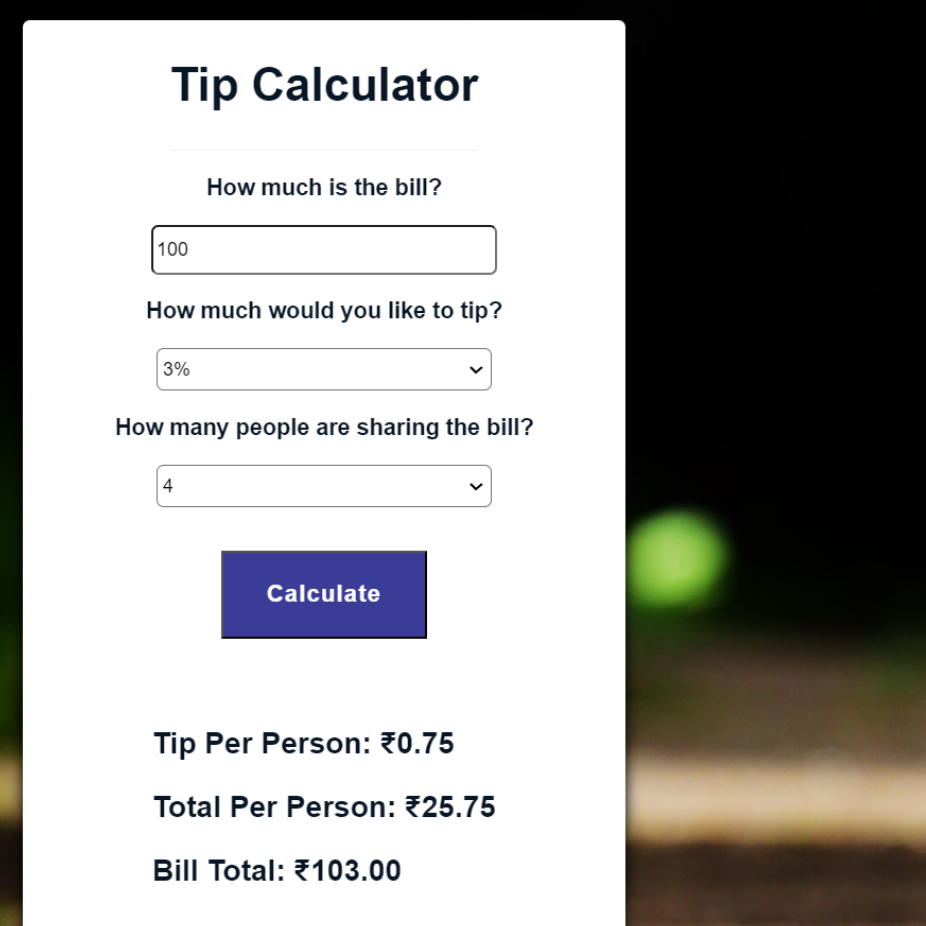 Tip Calculator
How much is the bill?
100
How much would you like to tip?
3%
How many people are sharing the bill?
4
Calculate
Tip Per Person: ₹0.75
Total Per Person: ₹25.75
Bill Total: ₹103.00